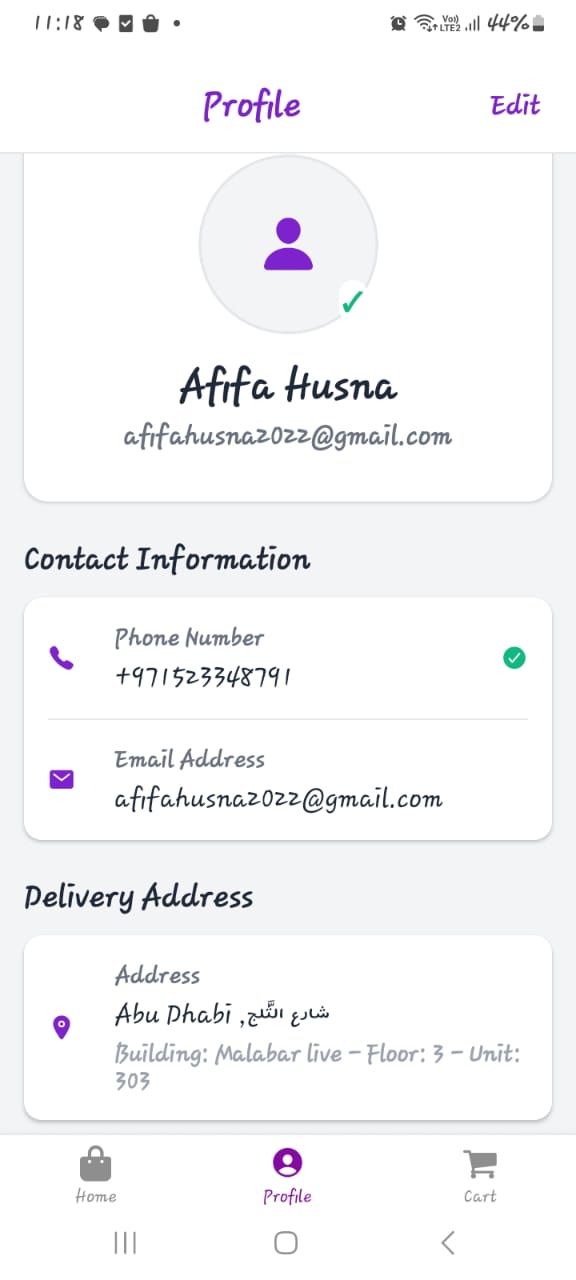 11:18
Vo))
LTE2
44%
Profile
Edit
Afifa Husna
afifahusna2022@gmail.com
Contact Information
Phone Number
+971523348791
Email Address
afifahusna2022@gmail.com
Delivery Address
Address
Abu Dhabi ,شارع الثَّلج
Building: Malabar live - Floor: 3 - Unit:
303
Home
Profile
Cart